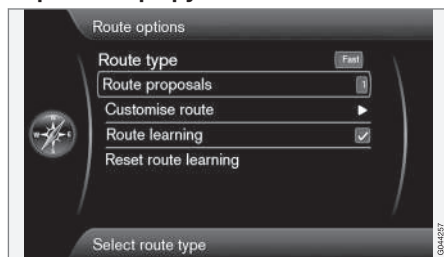 Route options
Route type
Fast
Route proposals
1
Customise route
Route learning
Reset route learning
Select route type
G044257